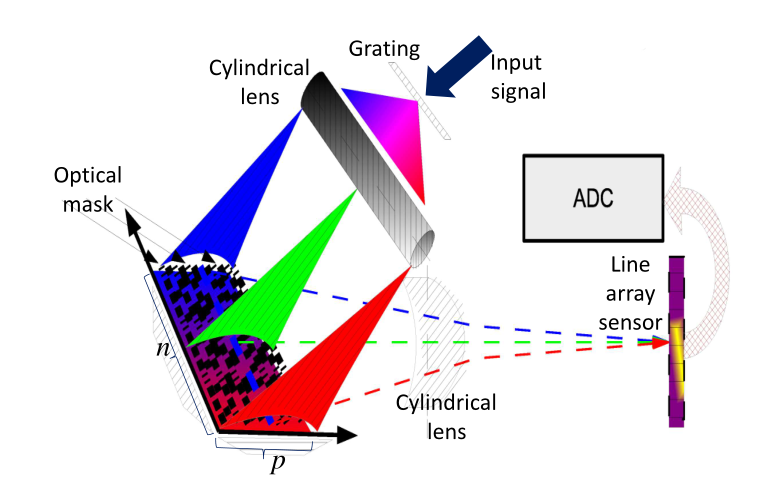 Grating
Cylindrical
lens
Input
signal
Optical
mask
ADC
Line
array
sensor
n
Cylindrical
lens
p